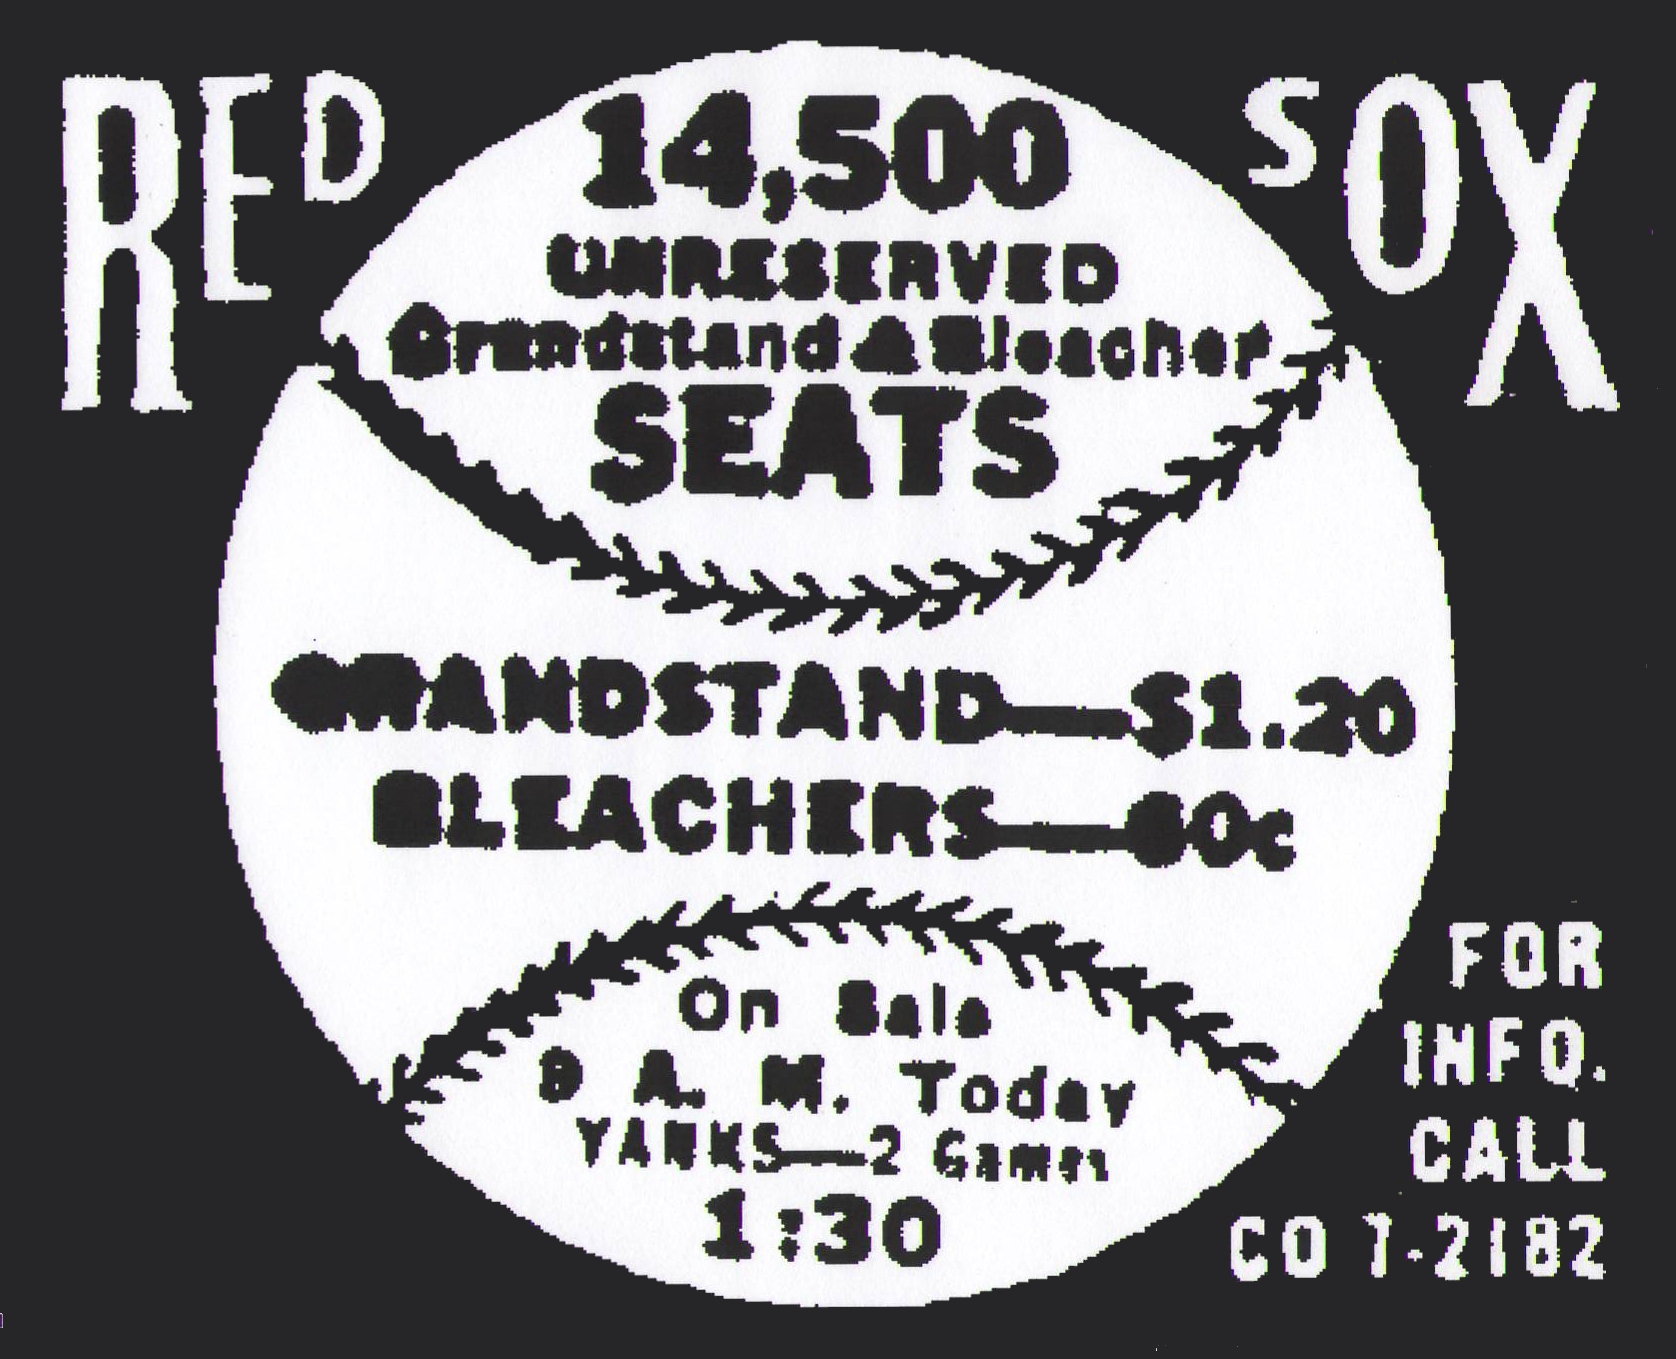 RED SOX
14,500
UNRESERVED
Grandstand & Bleacher
SEATS
GRANDSTAND—$1.20
BLEACHERS—60c
On Sale
9 A. M. Today
YANKS—2 Games
1:30
FOR
INFO.
CALL
CO 7-2182